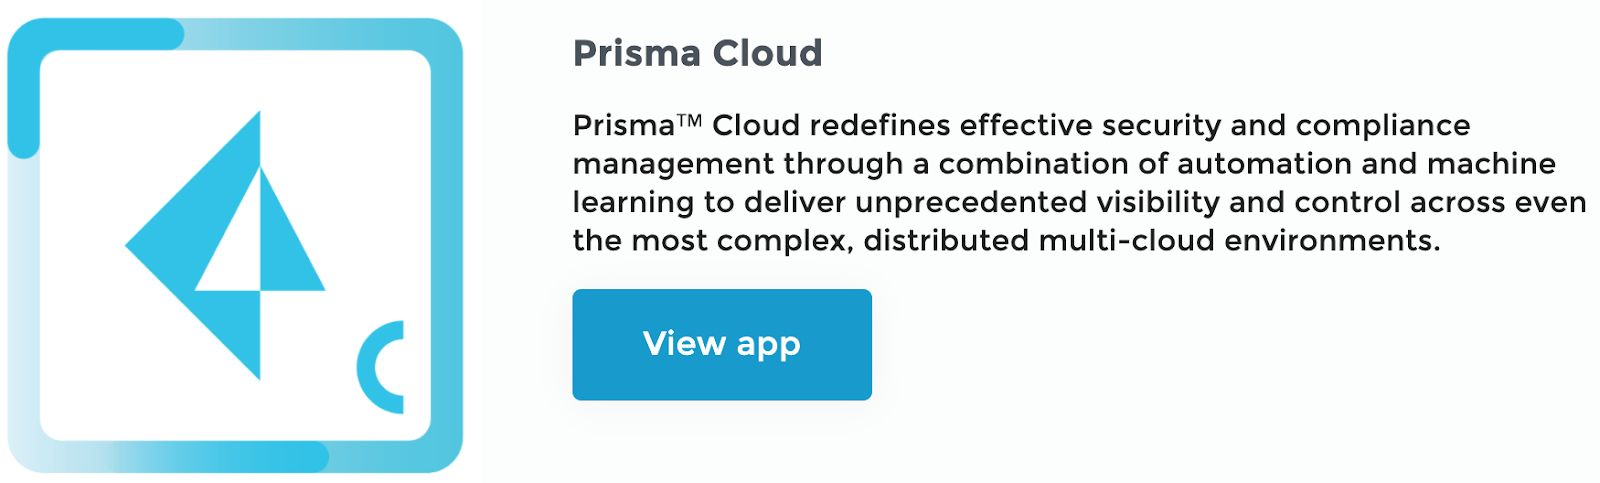 Prisma Cloud
Prisma™ Cloud redefines effective security and compliance
management through a combination of automation and machine
learning to deliver unprecedented visibility and control across even
the most complex, distributed multi-cloud environments.
View app